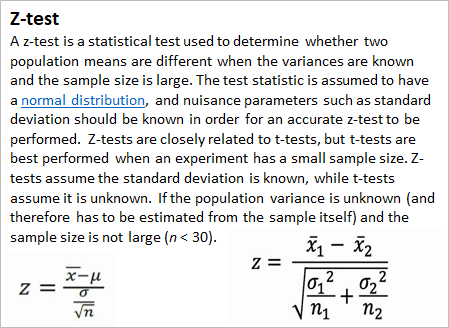 Z-test
A z-test is a statistical test used to determine whether two
population means are different when the variances are known
and the sample size is large. The test statistic is assumed to have
a normal distribution, and nuisance parameters such as standard
deviation should be known in order for an accurate z-test to be
performed. Z-tests are closely related to t-tests, but t-tests are
best performed when an experiment has a small sample size. Z-
tests assume the standard deviation is known, while t-tests
assume it is unknown. If the population variance is unknown (and
therefore has to be estimated from the sample itself) and the
sample size is not large (n < 30).
z = (x̄−μ) / (σ/√n)
z = (x̄₁ − x̄₂) / √(σ₁²/n₁ + σ₂²/n₂)